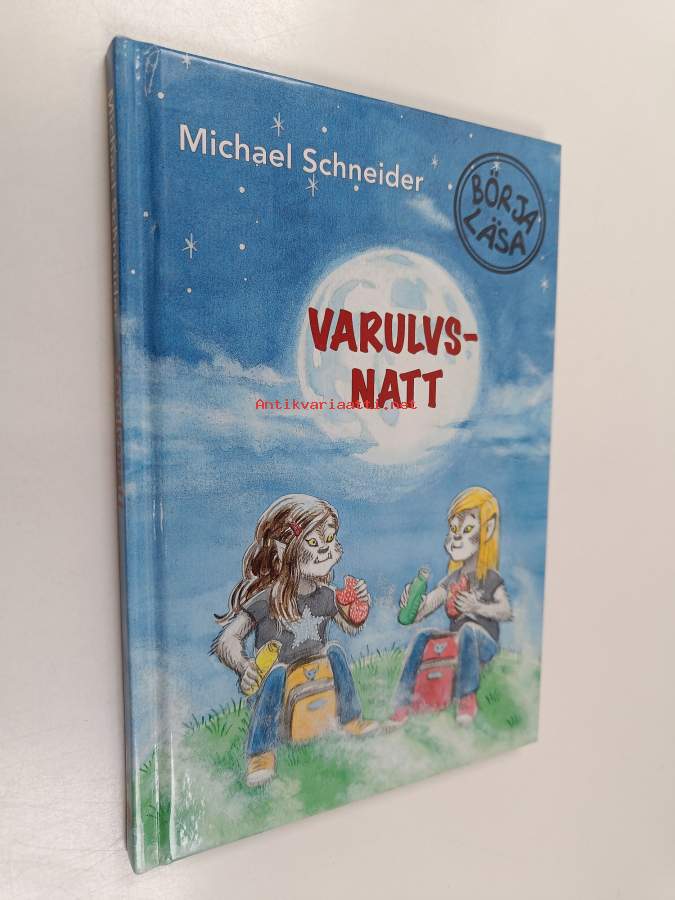 Michael Schneider
BÖRJA
LÄSA
VARULVS-
NATT
Antikvariaatti.net